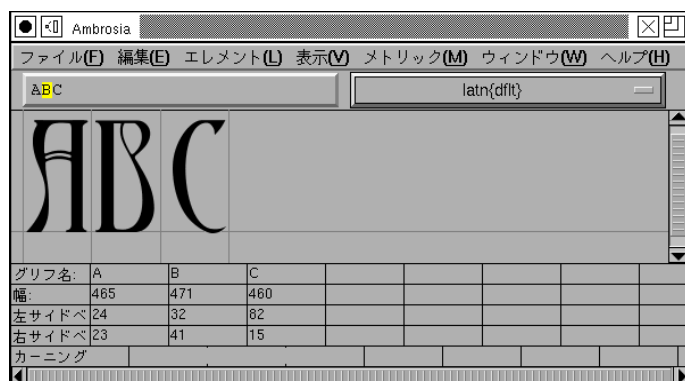 Ambrosia
ファイル(F) 編集(E) エレメント(L) 表示(V) メトリック(M) ウィンドウ(W) ヘルプ(H)
ABC latn{dflt}
ABC
グリフ名: A B C
幅: 465 471 460
左サイドベ 24 32 82
右サイドベ 23 41 15
カーニング